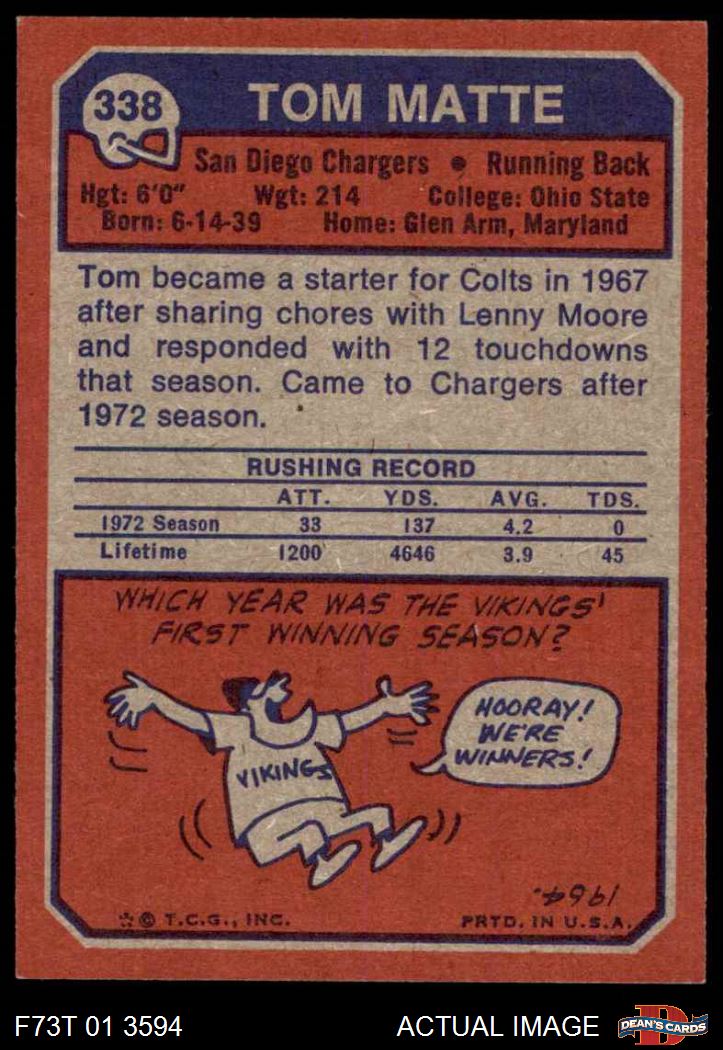 338
TOM MATTE
San Diego Chargers • Running Back
Hgt: 6'0" Wgt: 214 College: Ohio State
Born: 6-14-39 Home: Glen Arm, Maryland
Tom became a starter for Colts in 1967
after sharing chores with Lenny Moore
and responded with 12 touchdowns
that season. Came to Chargers after
1972 season.
RUSHING RECORD
ATT. YDS. AVG. TDS.
1972 Season 33 137 4.2 0
Lifetime 1200 4646 3.9 45
WHICH YEAR WAS THE VIKINGS'
FIRST WINNING SEASON?
HOORAY!
WE'RE
WINNERS!
VIKINGS
1964.
☆ © T.C.G., INC. PRTD. IN U.S.A.
F73T 01 3594 ACTUAL IMAGE D DEAN'S CARDS